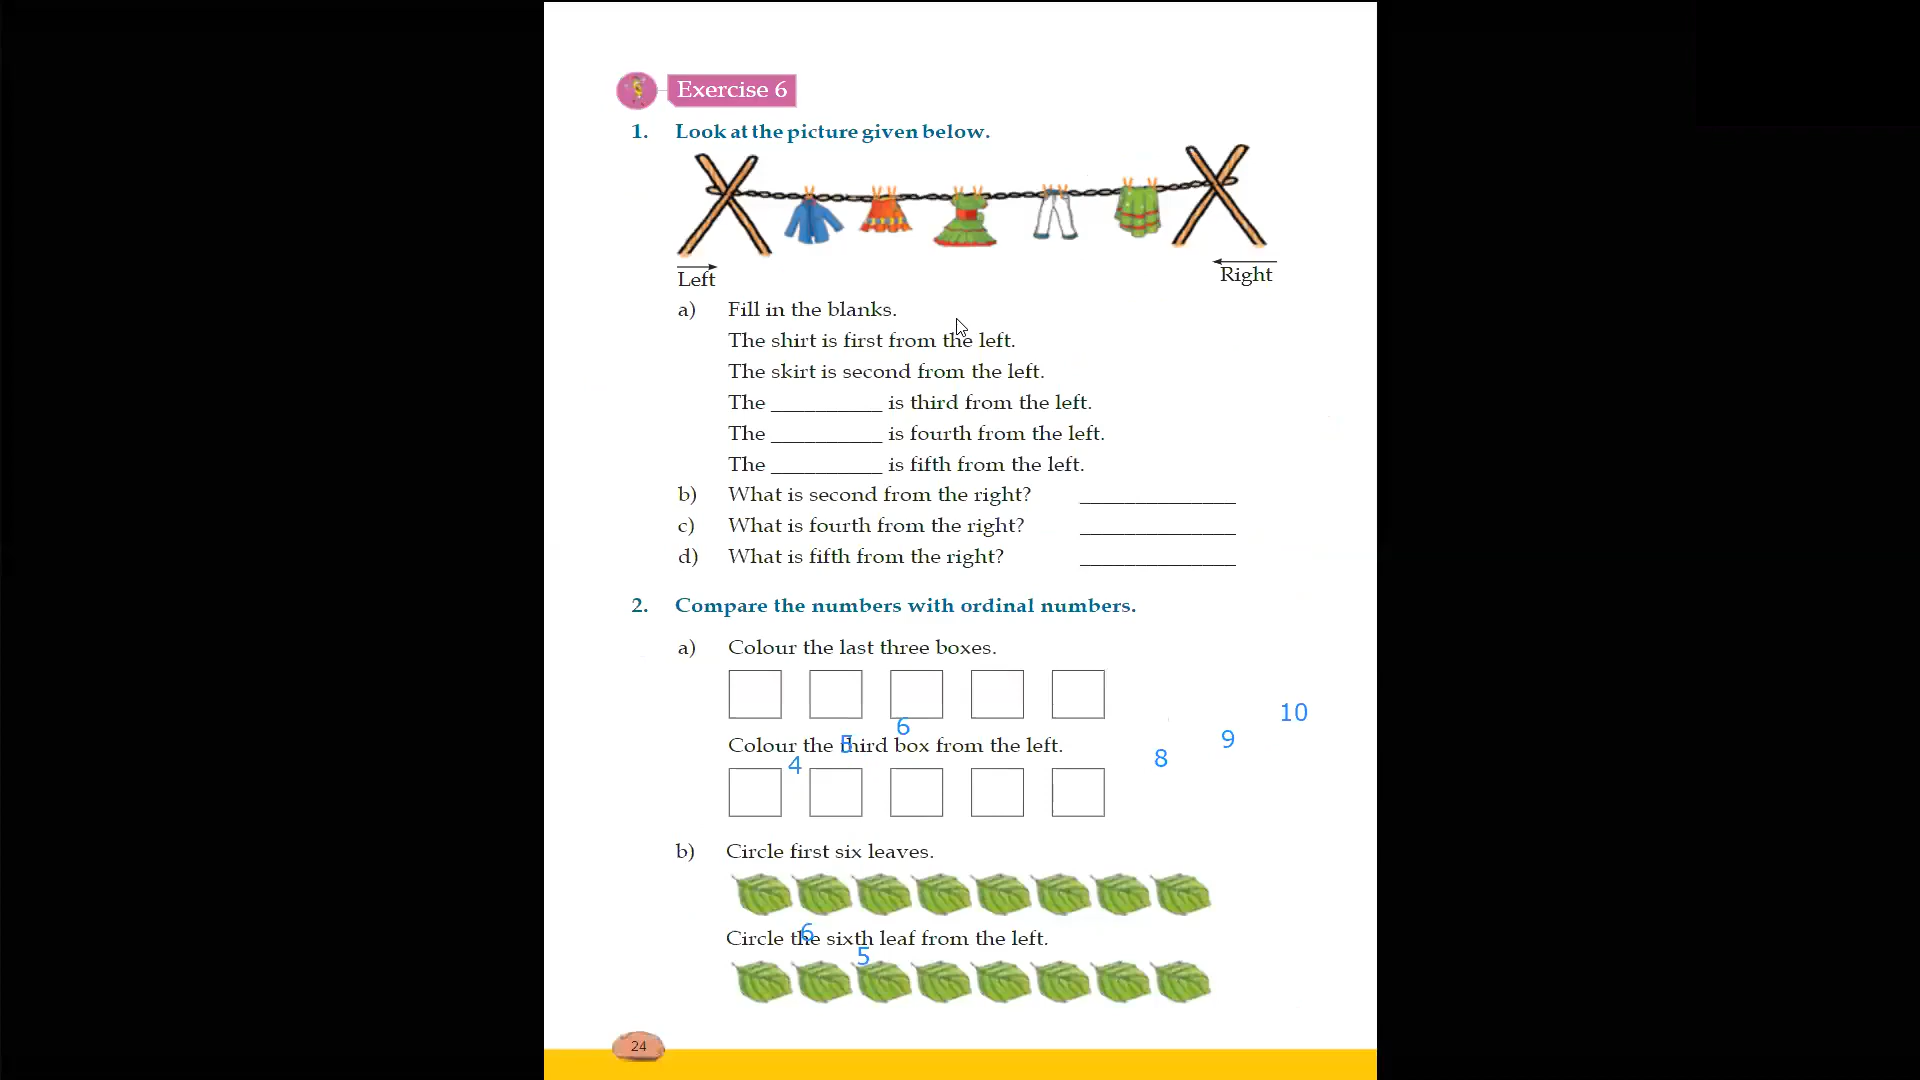 Exercise 6
1. Look at the picture given below.
Left
Right
a) Fill in the blanks.
The shirt is first from the left.
The skirt is second from the left.
The __________ is third from the left.
The __________ is fourth from the left.
The __________ is fifth from the left.
b) What is second from the right? ______________
c) What is fourth from the right? ______________
d) What is fifth from the right? ______________
2. Compare the numbers with ordinal numbers.
a) Colour the last three boxes.
10
6
Colour the third box from the left.
5
9
4
8
b) Circle first six leaves.
6
Circle the sixth leaf from the left.
5
24